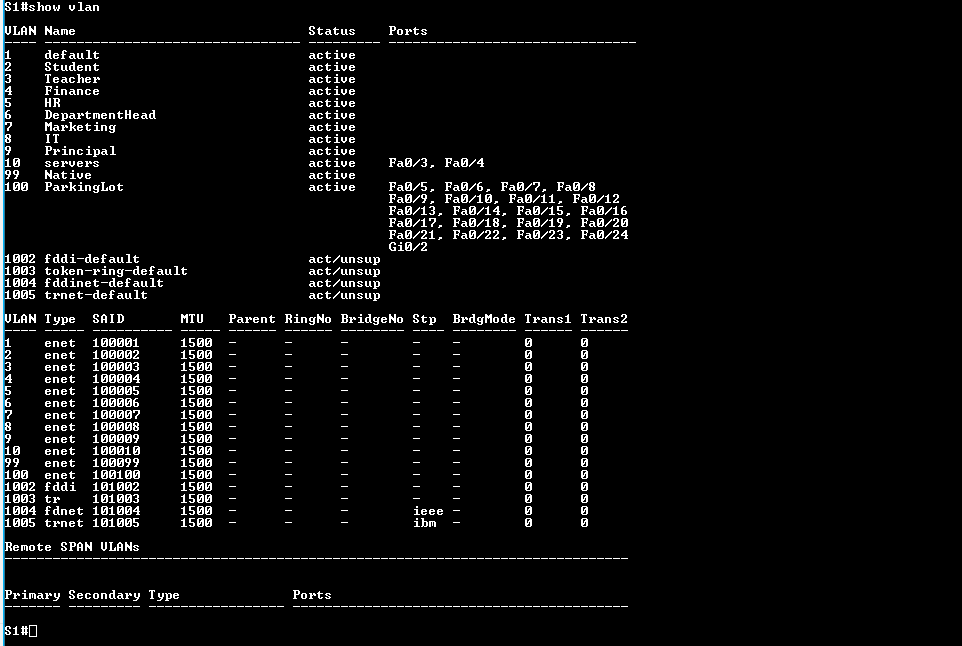 S1#show vlan
VLAN Name                             Status    Ports
---- -------------------------------- --------- -------------------------------
1    default                          active
2    Student                          active
3    Teacher                          active
4    Finance                          active
5    HR                               active
6    DepartmentHead                   active
7    Marketing                        active
8    IT                               active
9    Principal                        active
10   servers                          active    Fa0/3, Fa0/4
99   Native                           active
100  ParkingLot                       active    Fa0/5, Fa0/6, Fa0/7, Fa0/8
                                                Fa0/9, Fa0/10, Fa0/11, Fa0/12
                                                Fa0/13, Fa0/14, Fa0/15, Fa0/16
                                                Fa0/17, Fa0/18, Fa0/19, Fa0/20
                                                Fa0/21, Fa0/22, Fa0/23, Fa0/24
                                                Gi0/2
1002 fddi-default                     act/unsup
1003 token-ring-default               act/unsup
1004 fddinet-default                  act/unsup
1005 trnet-default                    act/unsup
VLAN Type  SAID       MTU   Parent RingNo BridgeNo Stp  BrdgMode Trans1 Trans2
---- ----- ---------- ----- ------ ------ -------- ---- -------- ------ ------
1    enet  100001     1500  -      -      -        -    -        0      0
2    enet  100002     1500  -      -      -        -    -        0      0
3    enet  100003     1500  -      -      -        -    -        0      0
4    enet  100004     1500  -      -      -        -    -        0      0
5    enet  100005     1500  -      -      -        -    -        0      0
6    enet  100006     1500  -      -      -        -    -        0      0
7    enet  100007     1500  -      -      -        -    -        0      0
8    enet  100008     1500  -      -      -        -    -        0      0
9    enet  100009     1500  -      -      -        -    -        0      0
10   enet  100010     1500  -      -      -        -    -        0      0
99   enet  100099     1500  -      -      -        -    -        0      0
100  enet  100100     1500  -      -      -        -    -        0      0
1002 fddi  101002     1500  -      -      -        -    -        0      0
1003 tr    101003     1500  -      -      -        -    -        0      0
1004 fdnet 101004     1500  -      -      -        ieee -        0      0
1005 trnet 101005     1500  -      -      -        ibm  -        0      0
Remote SPAN VLANs
------------------------------------------------------------------------------
Primary Secondary Type              Ports
------- --------- ----------------- ------------------------------------------
S1#